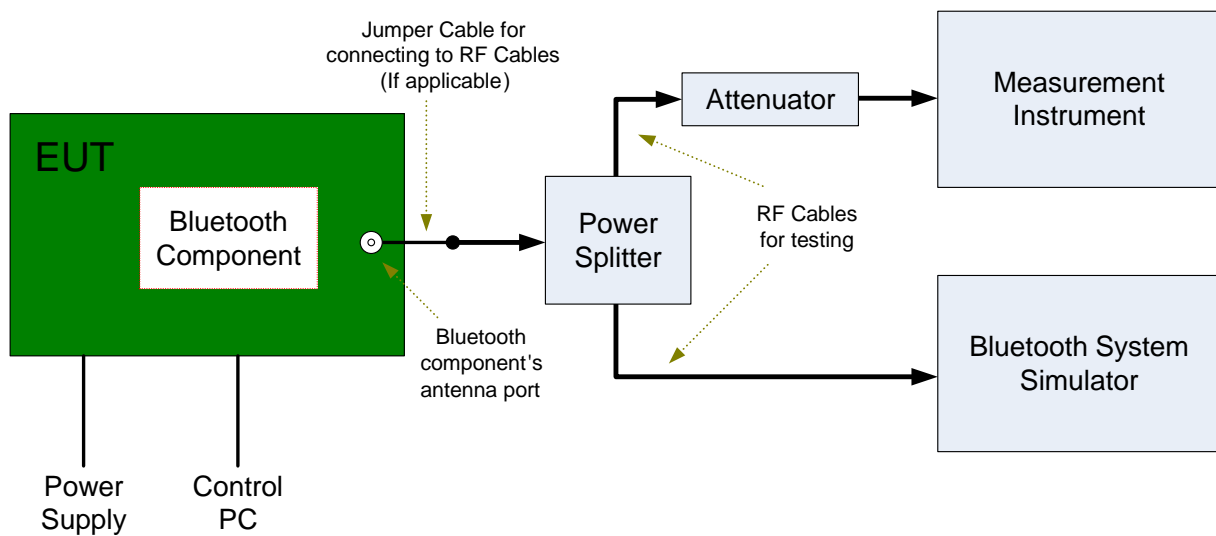 Jumper Cable for
connecting to RF Cables
(If applicable)
Attenuator
Measurement
Instrument
EUT
Bluetooth
Component
Power
Splitter
RF Cables
for testing
Bluetooth
component's
antenna port
Bluetooth System
Simulator
Power
Supply
Control
PC